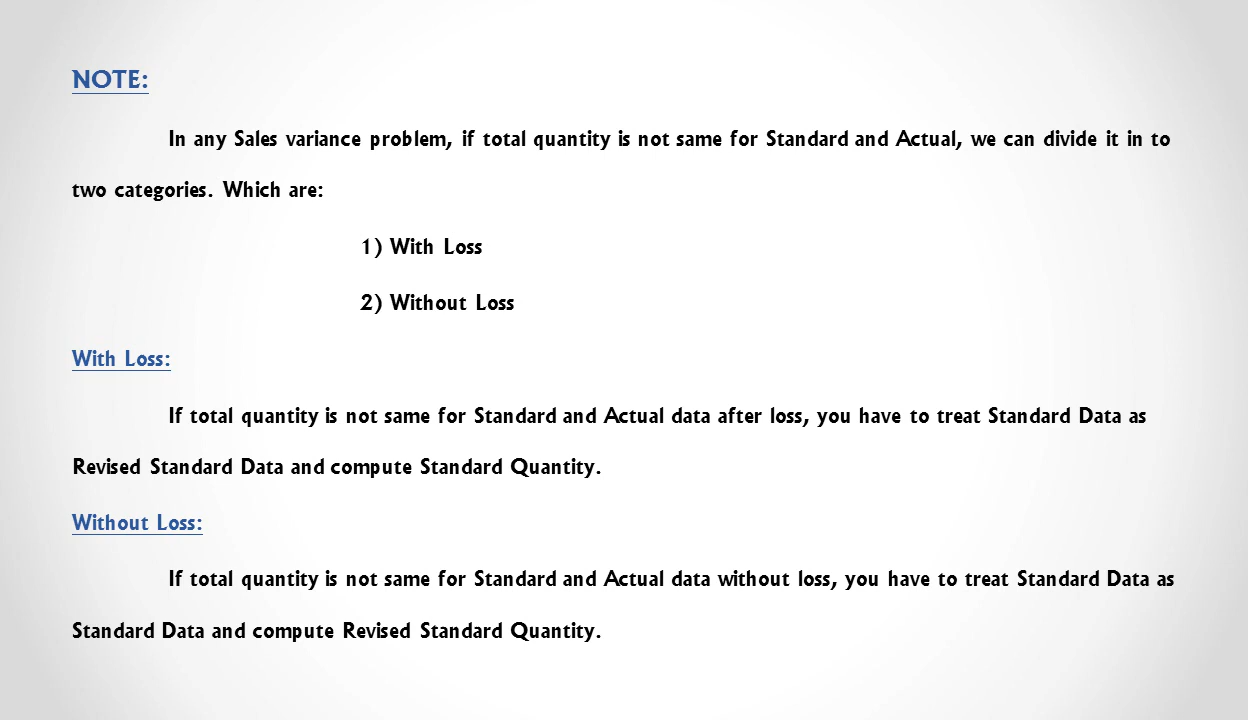 NOTE:
In any Sales variance problem, if total quantity is not same for Standard and Actual, we can divide it in to
two categories. Which are:
1) With Loss
2) Without Loss
With Loss:
If total quantity is not same for Standard and Actual data after loss, you have to treat Standard Data as
Revised Standard Data and compute Standard Quantity.
Without Loss:
If total quantity is not same for Standard and Actual data without loss, you have to treat Standard Data as
Standard Data and compute Revised Standard Quantity.